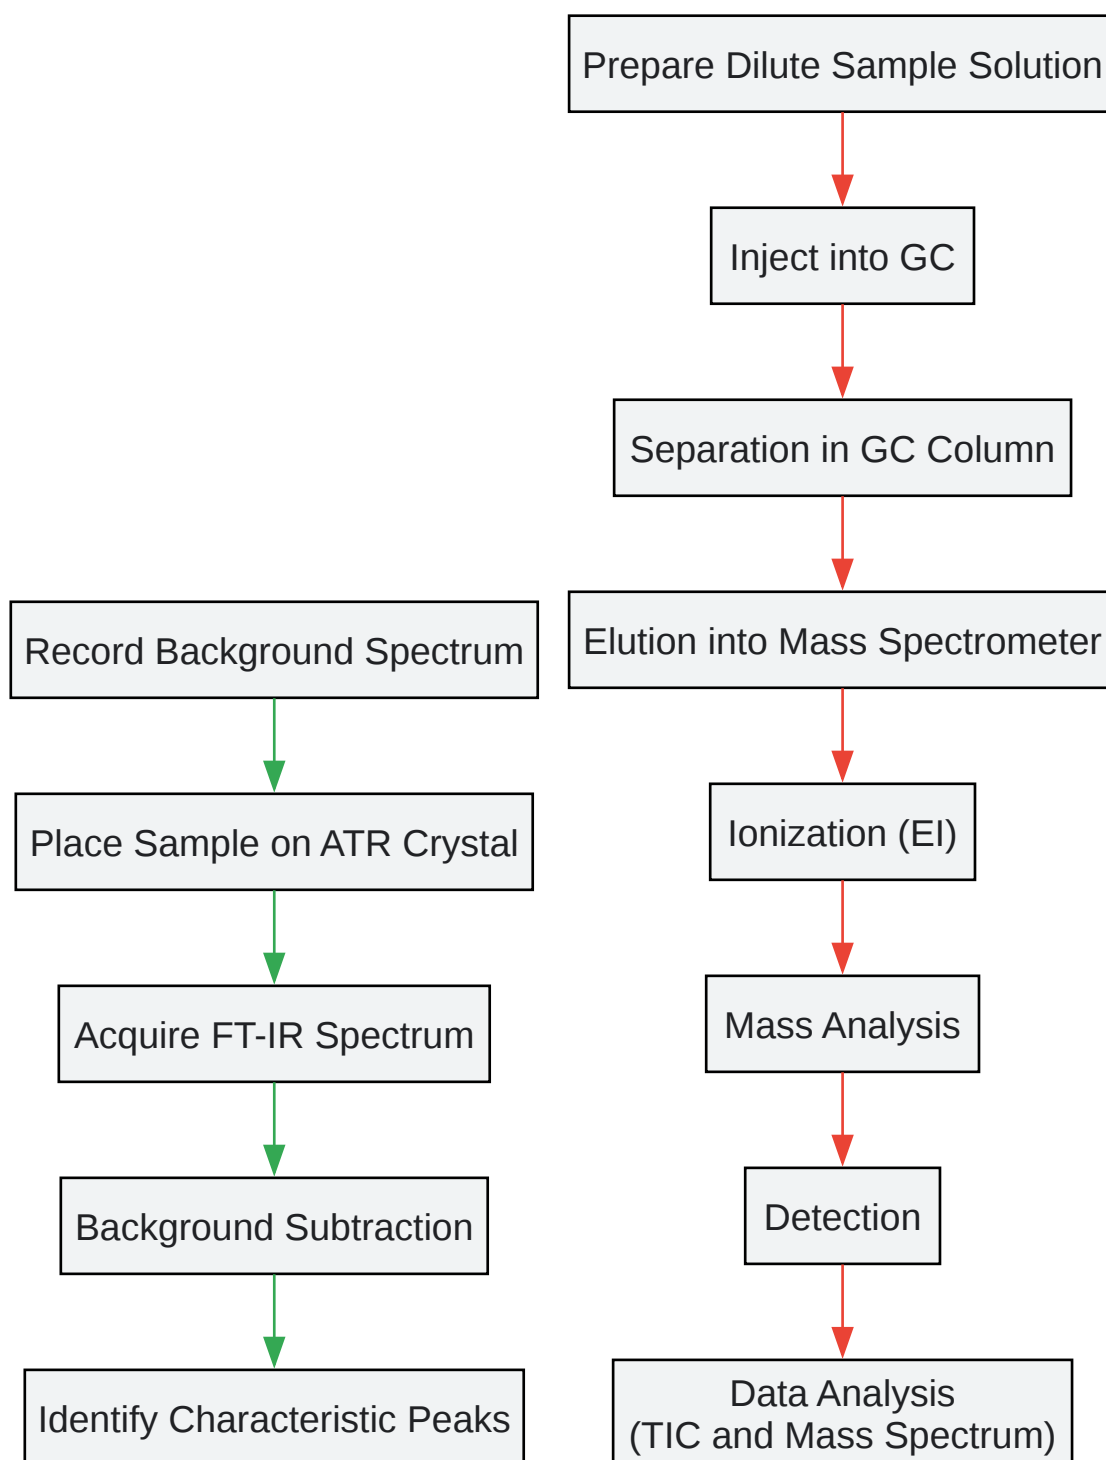 Prepare Dilute Sample Solution
Inject into GC
Separation in GC Column
Elution into Mass Spectrometer
Ionization (EI)
Mass Analysis
Detection
Data Analysis
(TIC and Mass Spectrum)
Record Background Spectrum
Place Sample on ATR Crystal
Acquire FT-IR Spectrum
Background Subtraction
Identify Characteristic Peaks